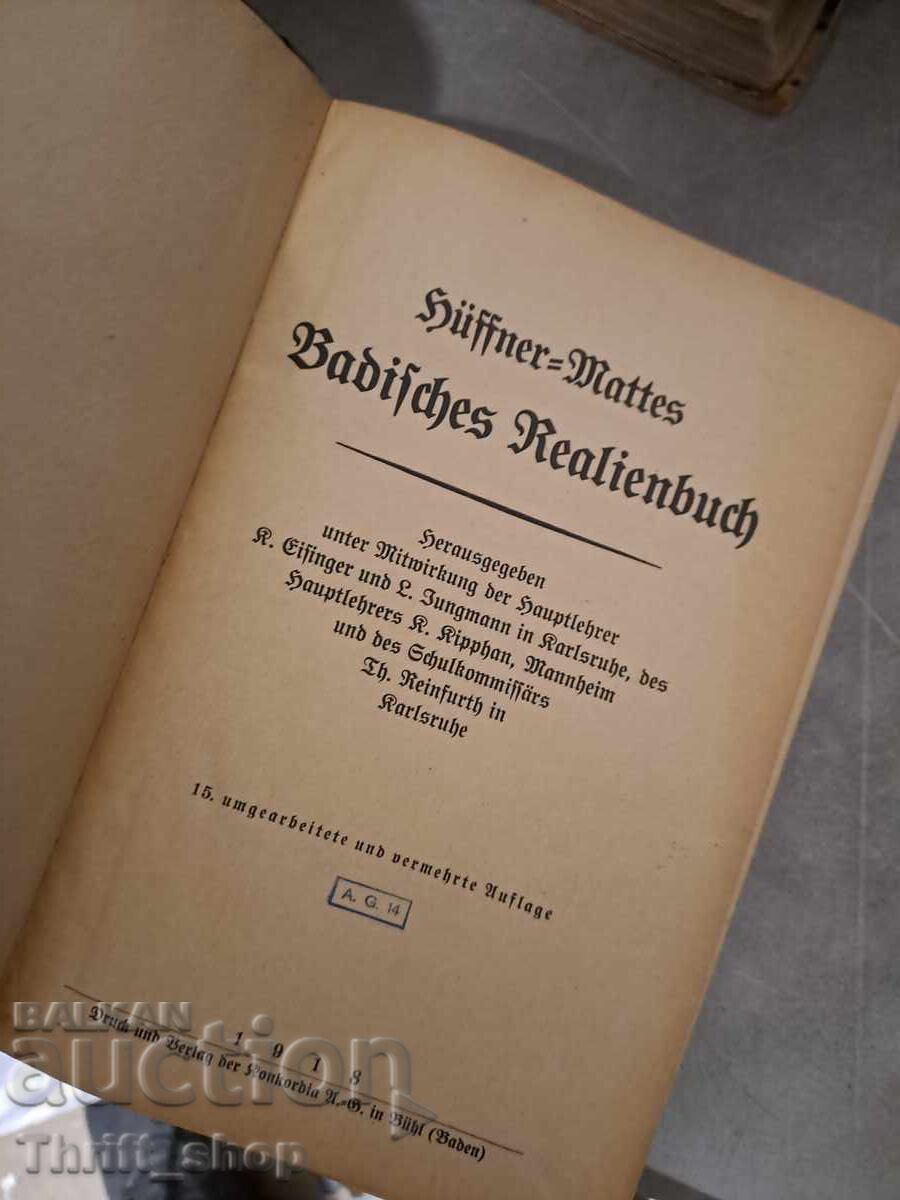 Hüffner=Mattes
Badisches Realienbuch
Herausgegeben
unter Mitwirkung der Hauptlehrer
K. Eisinger und L. Jungmann in Karlsruhe, des
Hauptlehrers K. Kipphan, Mannheim
und des Schulkommissärs
Th. Reinfurth in
Karlsruhe
15. umgearbeitete und vermehrte Auflage
A. G. 14
1918
Druck und Verlag der Konkordia A.=G. in Bühl (Baden)
BALKAN
auction
Thrift_shop